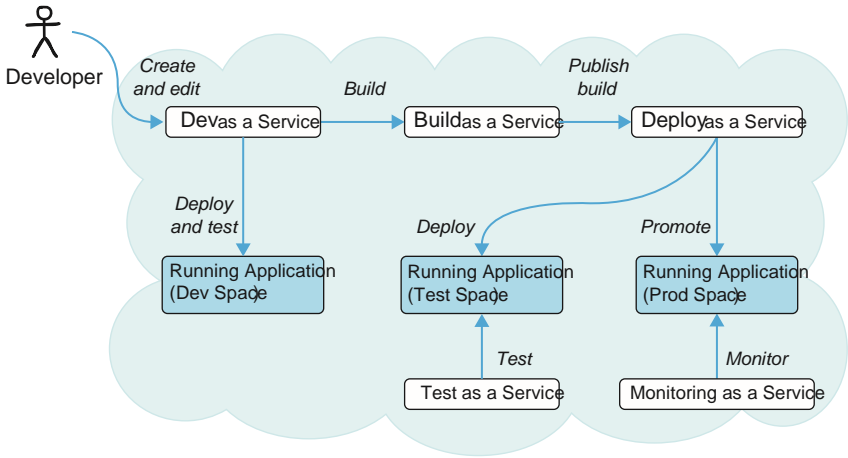 Developer
Create
and edit
Build
Publish
build
Dev as a Service
Build as a Service
Deploy as a Service
Deploy
and test
Deploy
Promote
Running Application
(Dev Space)
Running Application
(Test Space)
Running Application
(Prod Space)
Test
Monitor
Test as a Service
Monitoring as a Service